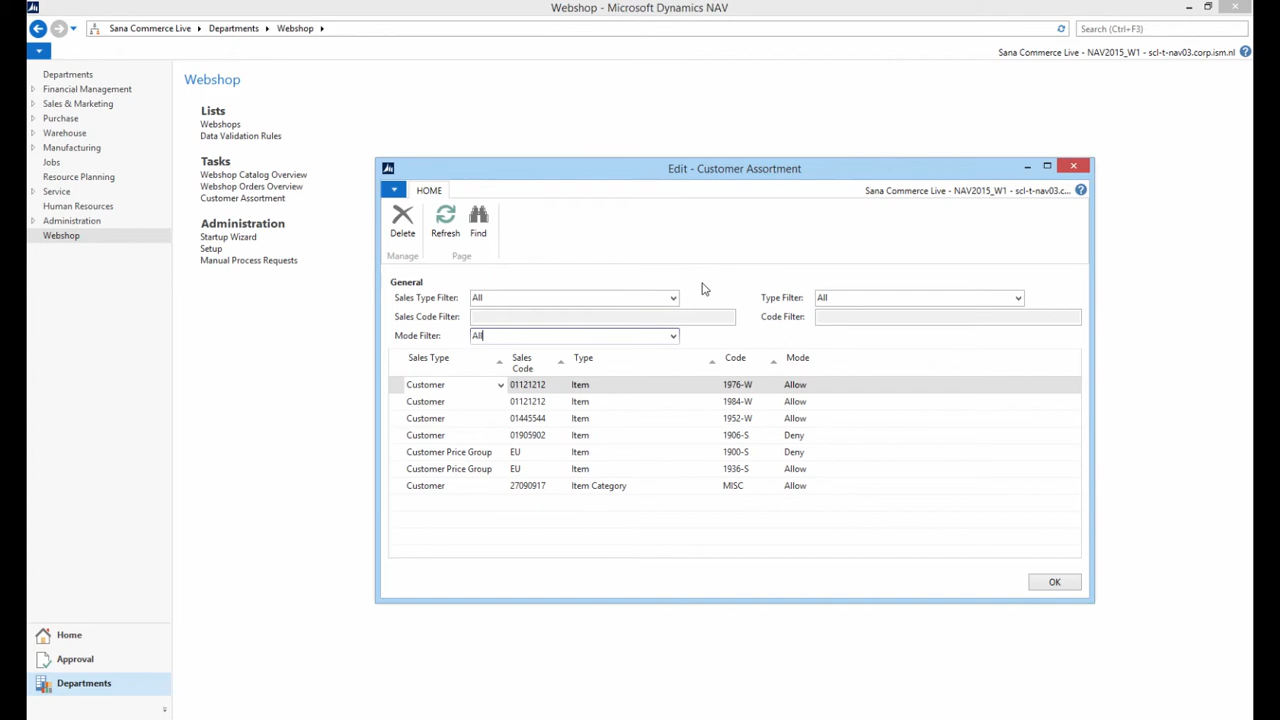 Webshop - Microsoft Dynamics NAV
Sana Commerce Live Departments Webshop
Search (Ctrl+F3)
Sana Commerce Live - NAV2015_W1 - scl-t-nav03.corp.ism.nl
Departments
Financial Management
Sales & Marketing
Purchase
Warehouse
Manufacturing
Jobs
Resource Planning
Service
Human Resources
Administration
Webshop
Home
Approval
Departments
Webshop
Lists
Webshops
Data Validation Rules
Tasks
Webshop Catalog Overview
Webshop Orders Overview
Customer Assortment
Administration
Startup Wizard
Setup
Manual Process Requests
Edit - Customer Assortment
HOME
Sana Commerce Live - NAV2015_W1 - scl-t-nav03.c...
Delete Refresh Find
Manage Page
General
Sales Type Filter: All Type Filter: All
Sales Code Filter: Code Filter:
Mode Filter: All
Sales Type Sales Code Type Code Mode
Customer 01121212 Item 1976-W Allow
Customer 01121212 Item 1984-W Allow
Customer 01445544 Item 1952-W Allow
Customer 01905902 Item 1906-S Deny
Customer Price Group EU Item 1900-S Deny
Customer Price Group EU Item 1936-S Allow
Customer 27090917 Item Category MISC Allow
OK